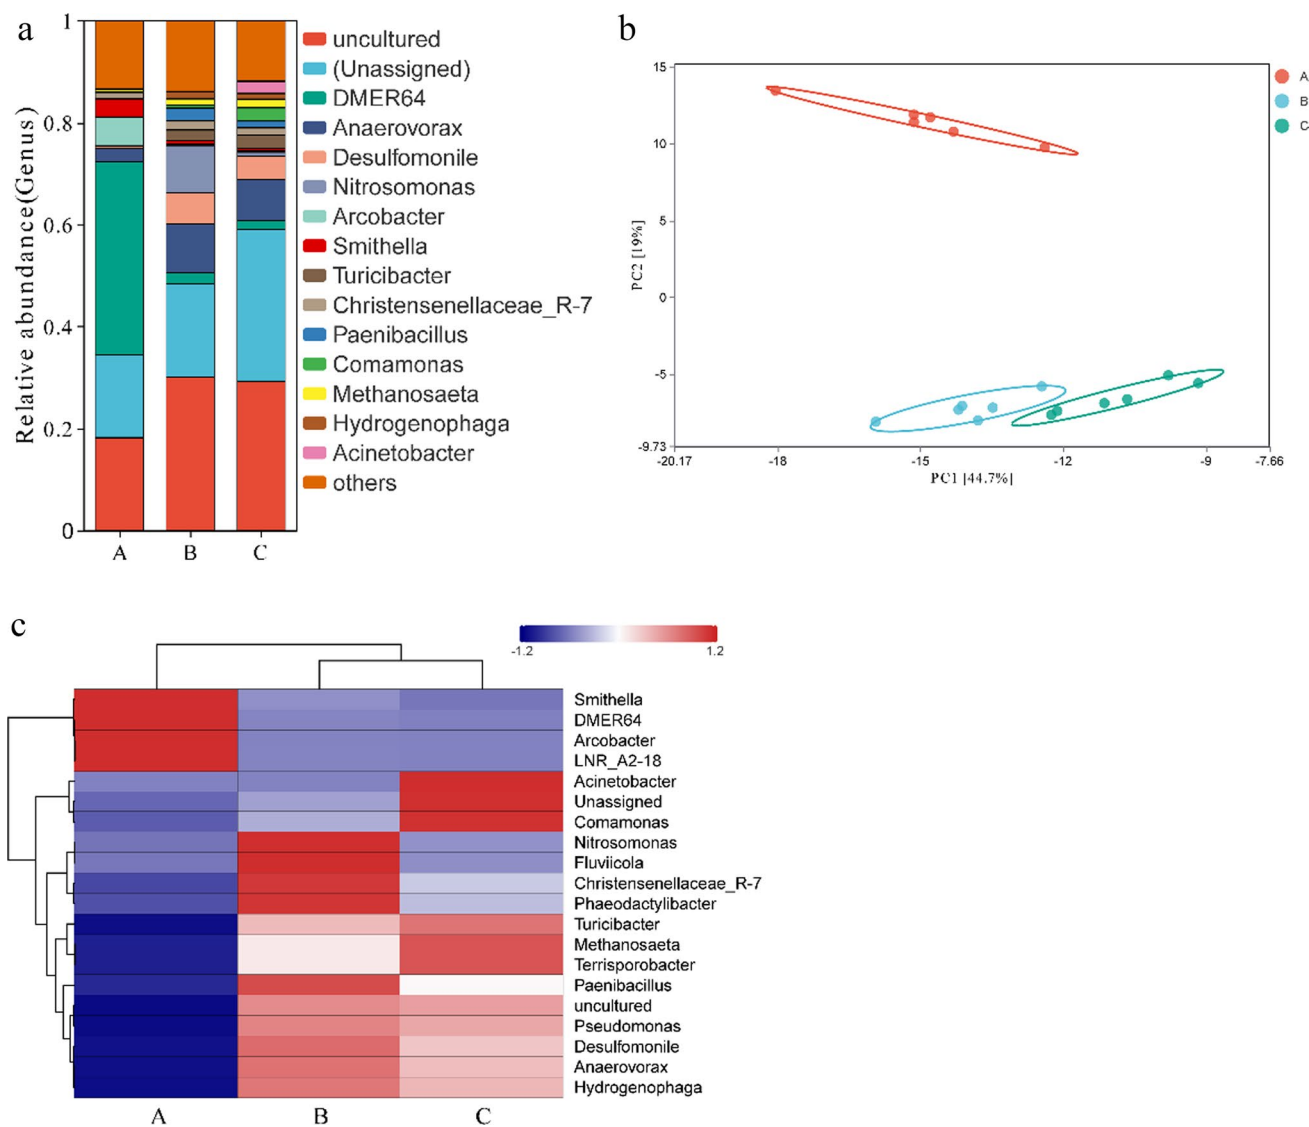 a
Relative abundance(Genus)
1
0.8
0.6
0.4
0.2
0
A
B
C
uncultured
(Unassigned)
DMER64
Anaerovorax
Desulfomonile
Nitrosomonas
Arcobacter
Smithella
Turicibacter
Christensenellaceae_R-7
Paenibacillus
Comamonas
Methanosaeta
Hydrogenophaga
Acinetobacter
others
b
PC2 [19%]
15
10
5
0
-5
-9.73
-20.17
-18
-15
-12
-9
-7.66
PC1 [44.7%]
A
B
C
c
-1.2
1.2
Smithella
DMER64
Arcobacter
LNR_A2-18
Acinetobacter
Unassigned
Comamonas
Nitrosomonas
Fluviicola
Christensenellaceae_R-7
Phaeodactylibacter
Turicibacter
Methanosaeta
Terrisporobacter
Paenibacillus
uncultured
Pseudomonas
Desulfomonile
Anaerovorax
Hydrogenophaga
A
B
C